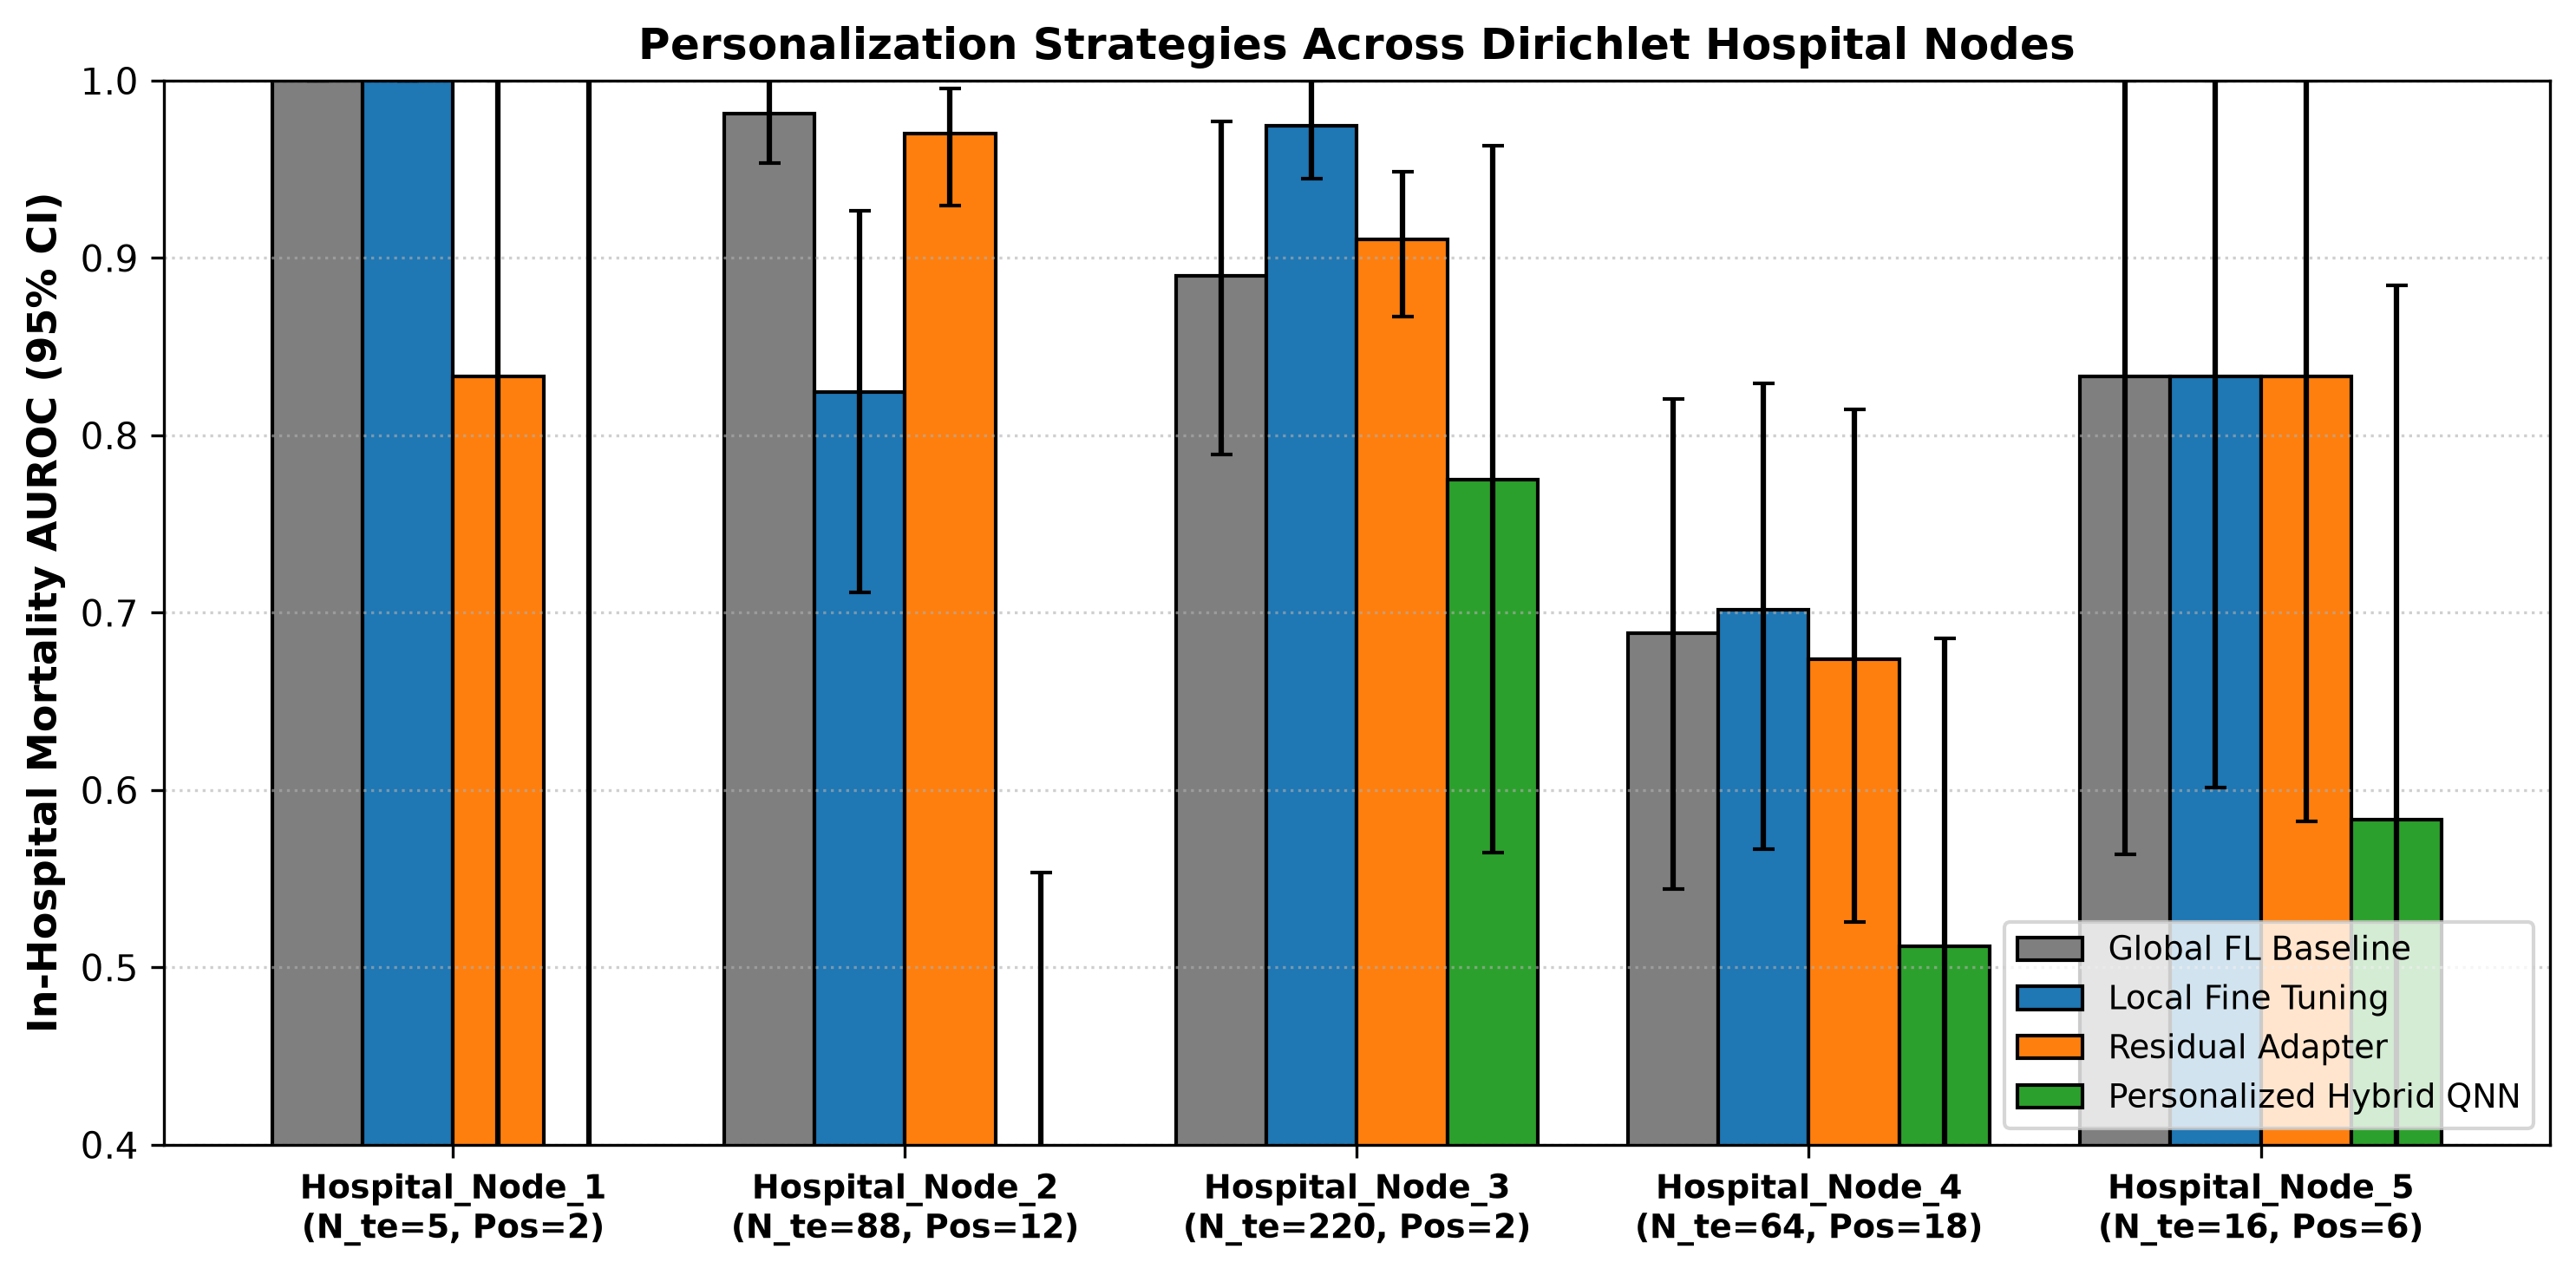 Personalization Strategies Across Dirichlet Hospital Nodes
In-Hospital Mortality AUROC (95% CI)
1.0
0.9
0.8
0.7
0.6
0.5
0.4
Global FL Baseline
Local Fine Tuning
Residual Adapter
Personalized Hybrid QNN
Hospital_Node_1
(N_te=5, Pos=2)
Hospital_Node_2
(N_te=88, Pos=12)
Hospital_Node_3
(N_te=220, Pos=2)
Hospital_Node_4
(N_te=64, Pos=18)
Hospital_Node_5
(N_te=16, Pos=6)